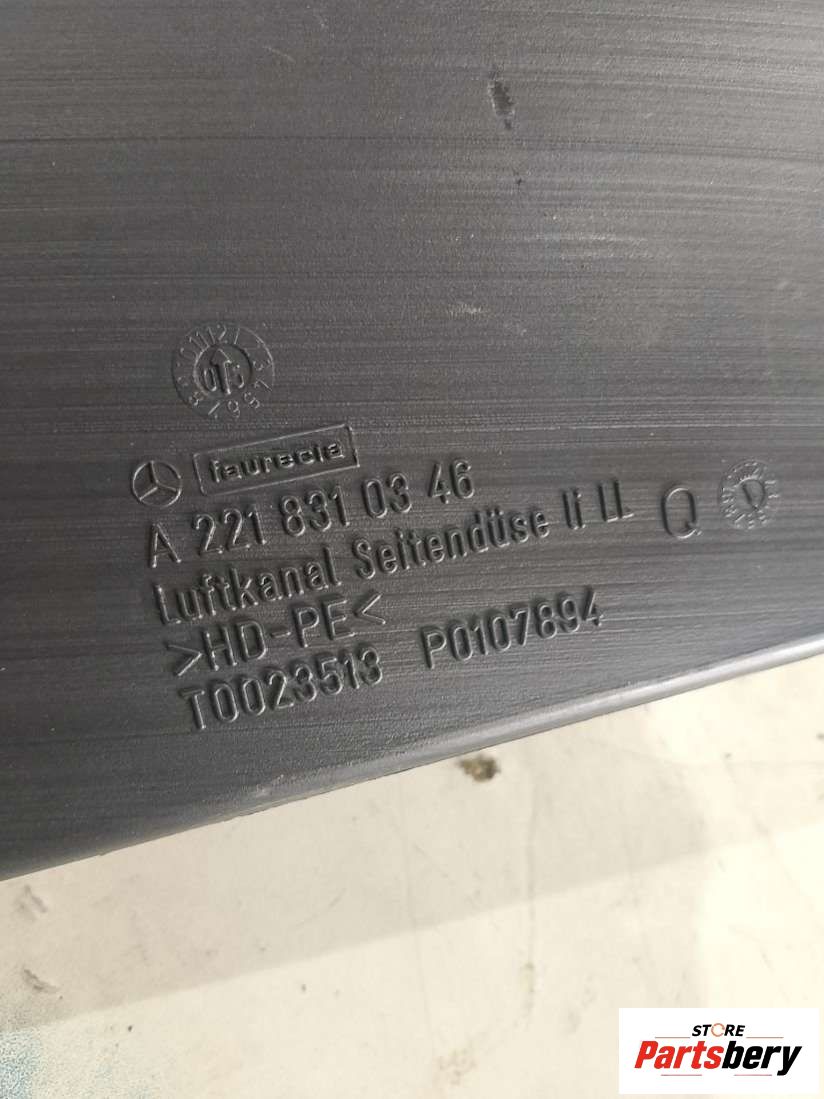 faurecia
A 221 831 03 46
Luftkanal Seitendüse li LL Q
>HD-PE<
T0023513 P0107894
STORE
Partsbery